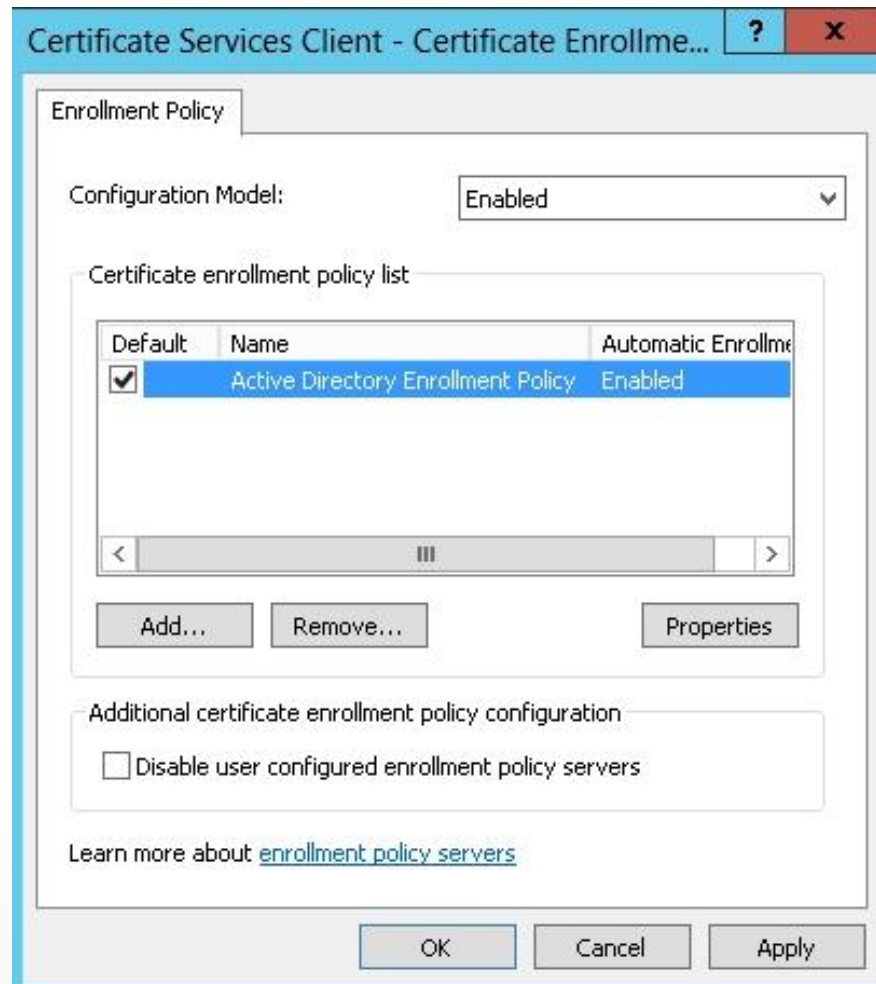 Certificate Services Client - Certificate Enrollme... ? x
Enrollment Policy
Configuration Model: Enabled
Certificate enrollment policy list
Default Name Automatic Enrollme
Active Directory Enrollment Policy Enabled
Add... Remove... Properties
Additional certificate enrollment policy configuration
Disable user configured enrollment policy servers
Learn more about enrollment policy servers
OK Cancel Apply